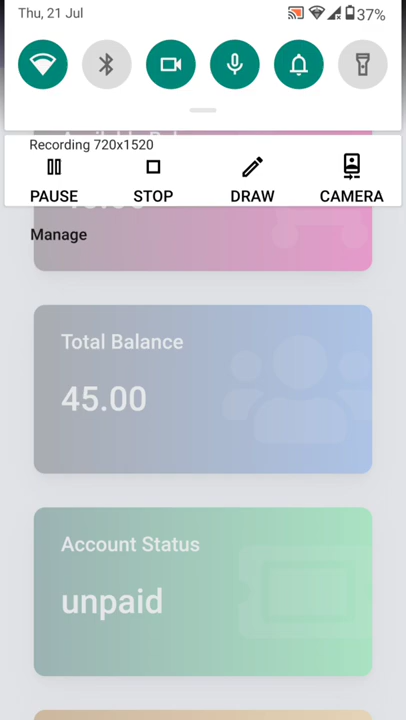 Thu, 21 Jul
37%
Recording 720x1520
PAUSE STOP DRAW CAMERA
Manage
Total Balance
45.00
Account Status
unpaid